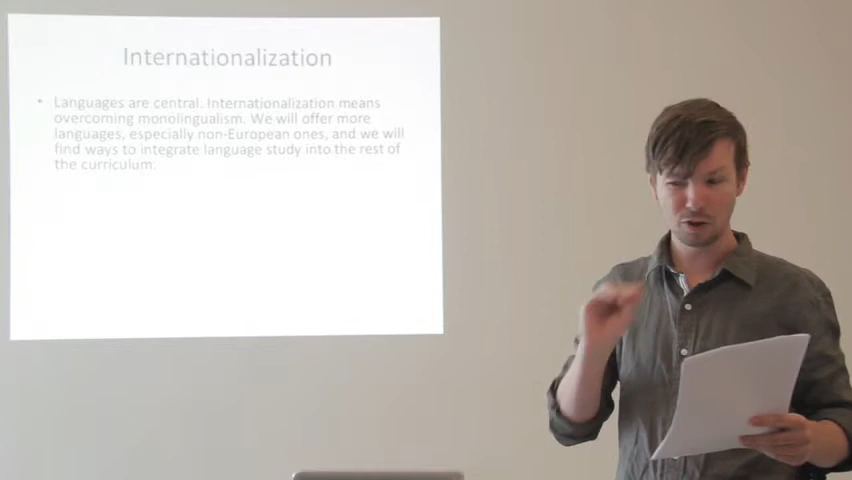 Internationalization
• Languages are central. Internationalization means
overcoming monolingualism. We will offer more
languages, especially non-European ones, and we will
find ways to integrate language study into the rest of
the curriculum.